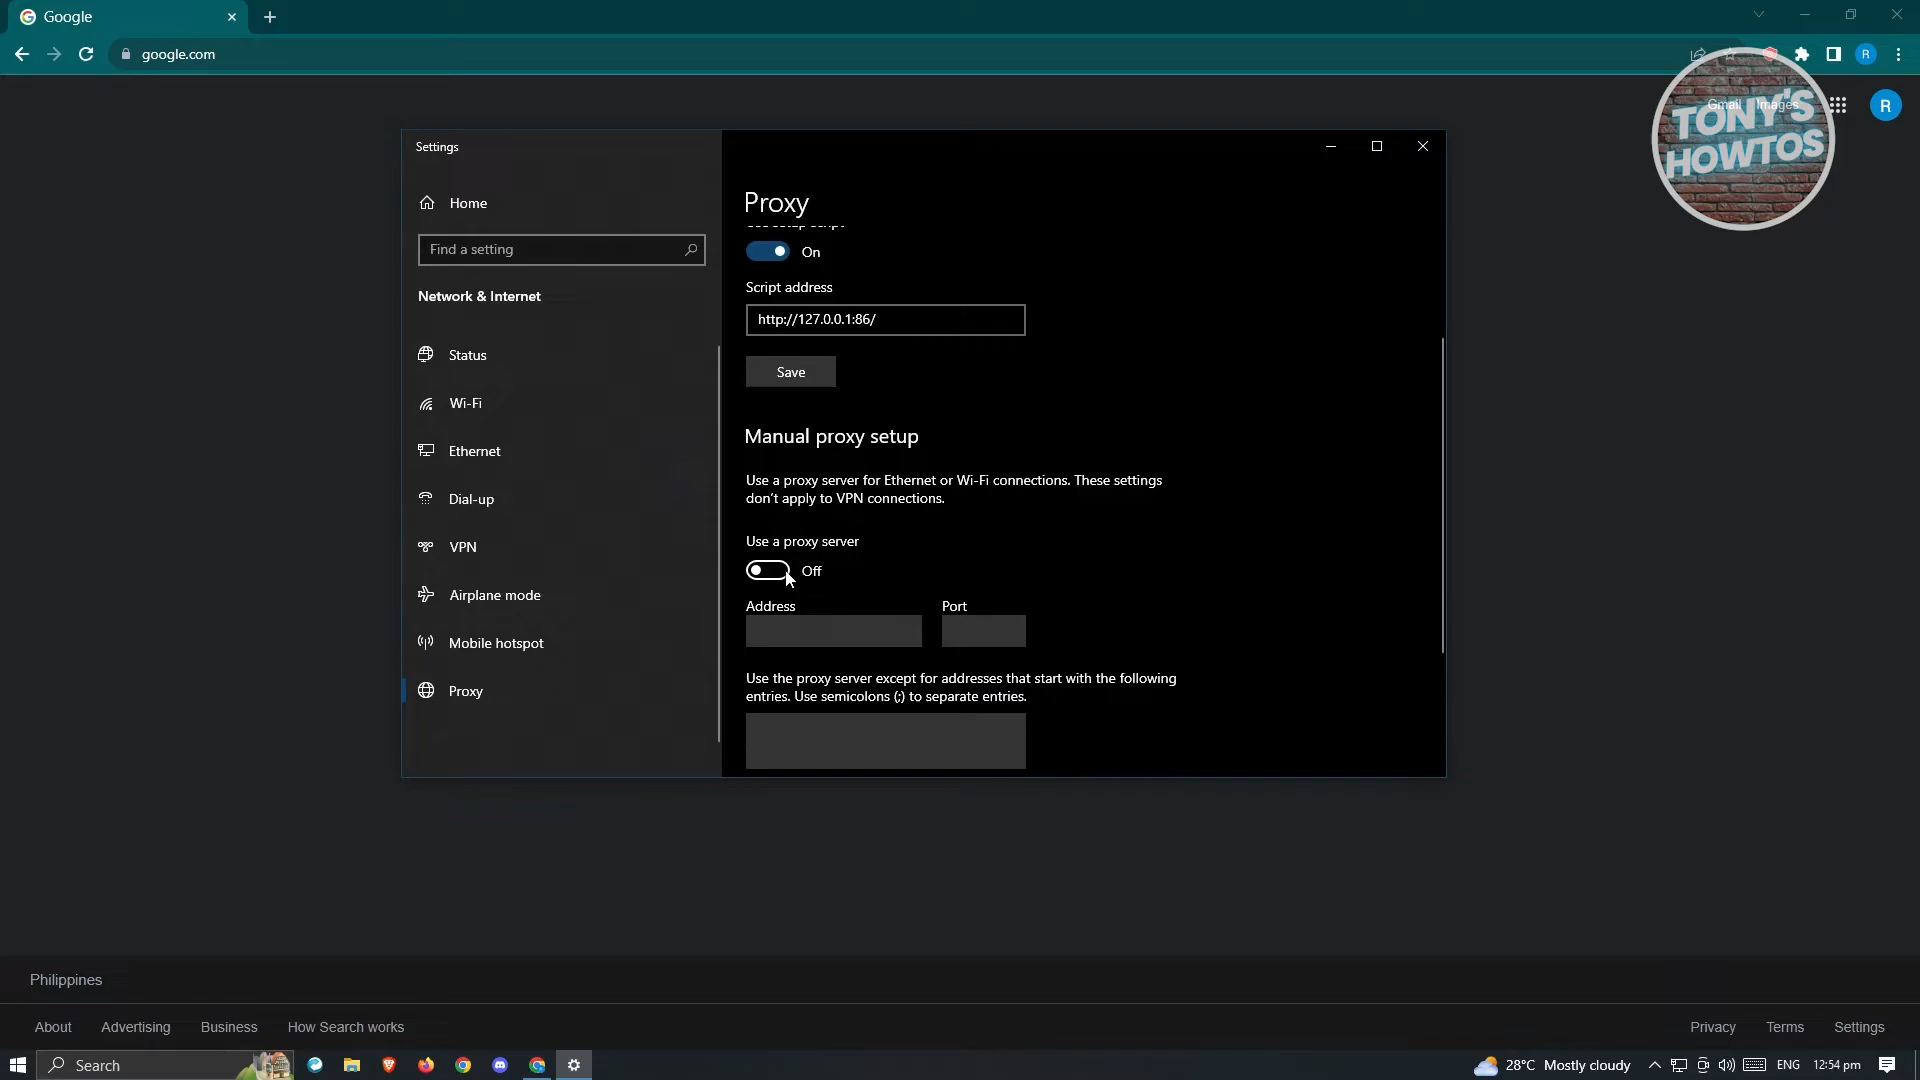 Google
google.com
R
Gmail Images
R
TONY'S
HOWTOS
Settings
Home
Find a setting
Network & Internet
Status
Wi-Fi
Ethernet
Dial-up
VPN
Airplane mode
Mobile hotspot
Proxy
Proxy
Use setup script
On
Script address
http://127.0.0.1:86/
Save
Manual proxy setup
Use a proxy server for Ethernet or Wi-Fi connections. These settings
don't apply to VPN connections.
Use a proxy server
Off
Address Port
Use the proxy server except for addresses that start with the following
entries. Use semicolons (;) to separate entries.
Philippines
About Advertising Business How Search works
Privacy Terms Settings
Search
28°C Mostly cloudy
ENG 12:54 pm